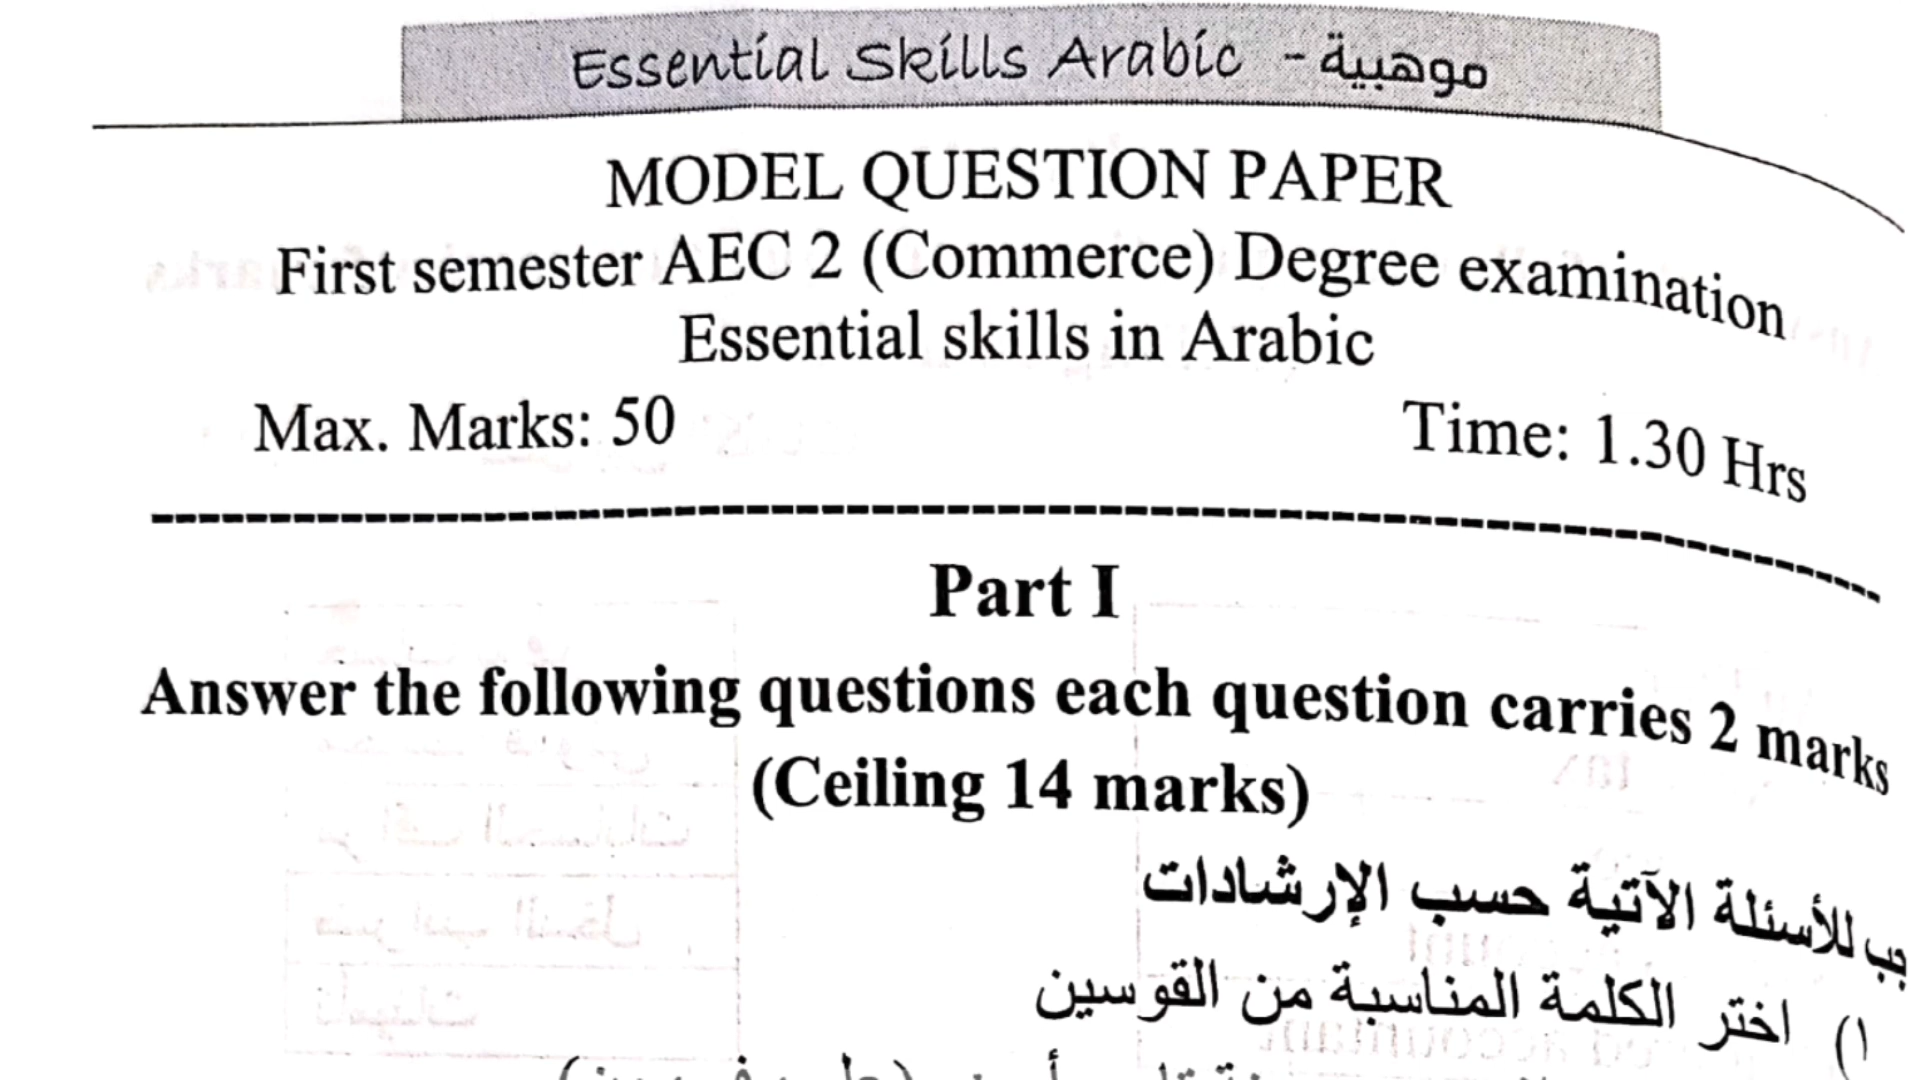 Essential Skills Arabic - موهبية
MODEL QUESTION PAPER
First semester AEC 2 (Commerce) Degree examination
Essential skills in Arabic
Max. Marks: 50
Time: 1.30 Hrs
Part I
Answer the following questions each question carries 2 marks
(Ceiling 14 marks)
جب للأسئلة الآتية حسب الإرشادات
١) اختر الكلمة المناسبة من القوسين